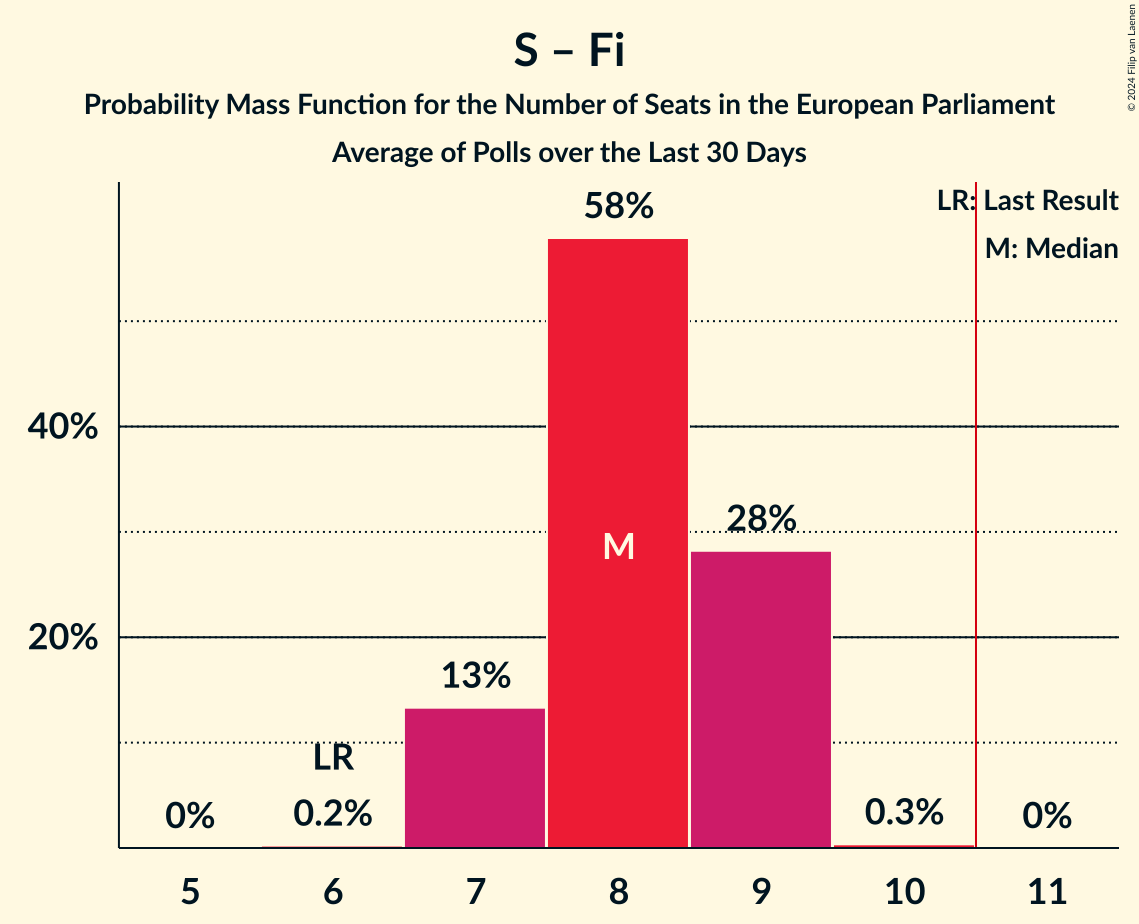 S – Fi
Probability Mass Function for the Number of Seats in the European Parliament
Average of Polls over the Last 30 Days
© 2024 Filip van Laenen
LR: Last Result
M: Median
58%
40%
28%
M
20%
13%
LR
0%
0.2%
0.3%
0%
5 6 7 8 9 10 11